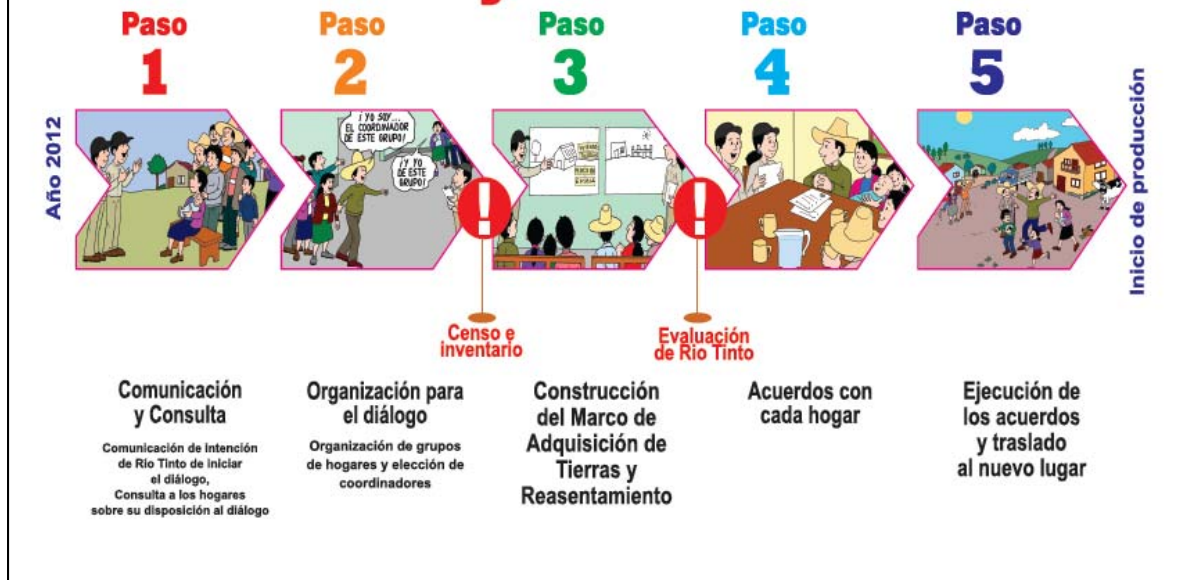 Paso
1
Paso
2
Paso
3
Paso
4
Paso
5
Año 2012
¡ YO SOY...
EL COORDINADOR
DE ESTE GRUPO!
¡ Y YO
DE ESTE
GRUPO!
!
!
Inicio de producción
Censo e
inventario
Evaluación
de Rio Tinto
Comunicación
y Consulta
Comunicación de intención
de Rio Tinto de iniciar
el diálogo,
Consulta a los hogares
sobre su disposición al diálogo
Organización para
el diálogo
Organización de grupos
de hogares y elección de
coordinadores
Construcción
del Marco de
Adquisición de
Tierras y
Reasentamiento
Acuerdos con
cada hogar
Ejecución de
los acuerdos
y traslado
al nuevo lugar